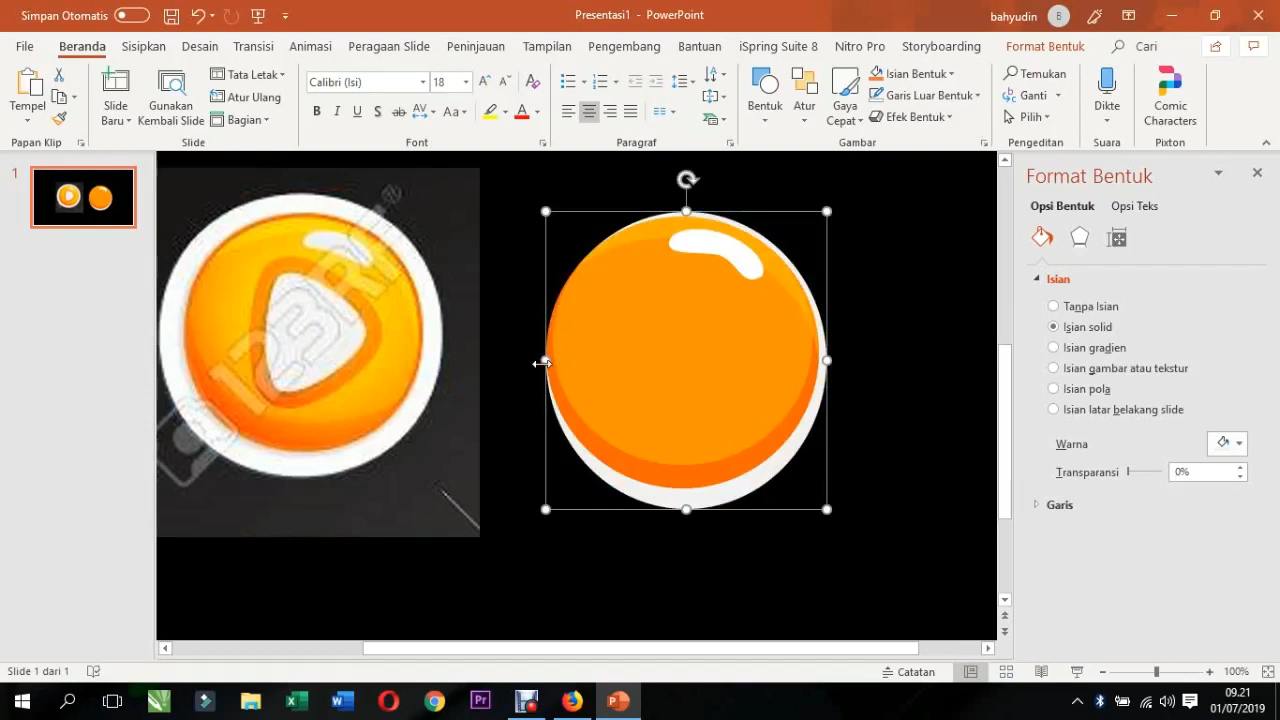 Simpan Otomatis
Presentasi1 - PowerPoint
bahyudin B
File Beranda Sisipkan Desain Transisi Animasi Peragaan Slide Peninjauan Tampilan Pengembang Bantuan iSpring Suite 8 Nitro Pro Storyboarding Format Bentuk Cari
Tempel
Slide Baru
Gunakan Kembali Slide
Tata Letak
Atur Ulang
Bagian
Calibri (Isi) 18
B I U S ab AV Aa A
Bentuk
Atur
Gaya Cepat
Isian Bentuk
Garis Luar Bentuk
Efek Bentuk
Temukan
Ganti
Pilih
Dikte
Comic Characters
Papan Klip Slide Font Paragraf Gambar Pengeditan Suara Pixton
1
123RF®
Format Bentuk
Opsi Bentuk Opsi Teks
Isian
Tanpa Isian
Isian solid
Isian gradien
Isian gambar atau tekstur
Isian pola
Isian latar belakang slide
Warna
Transparansi 0%
Garis
Slide 1 dari 1
Catatan
100%
09.21
01/07/2019